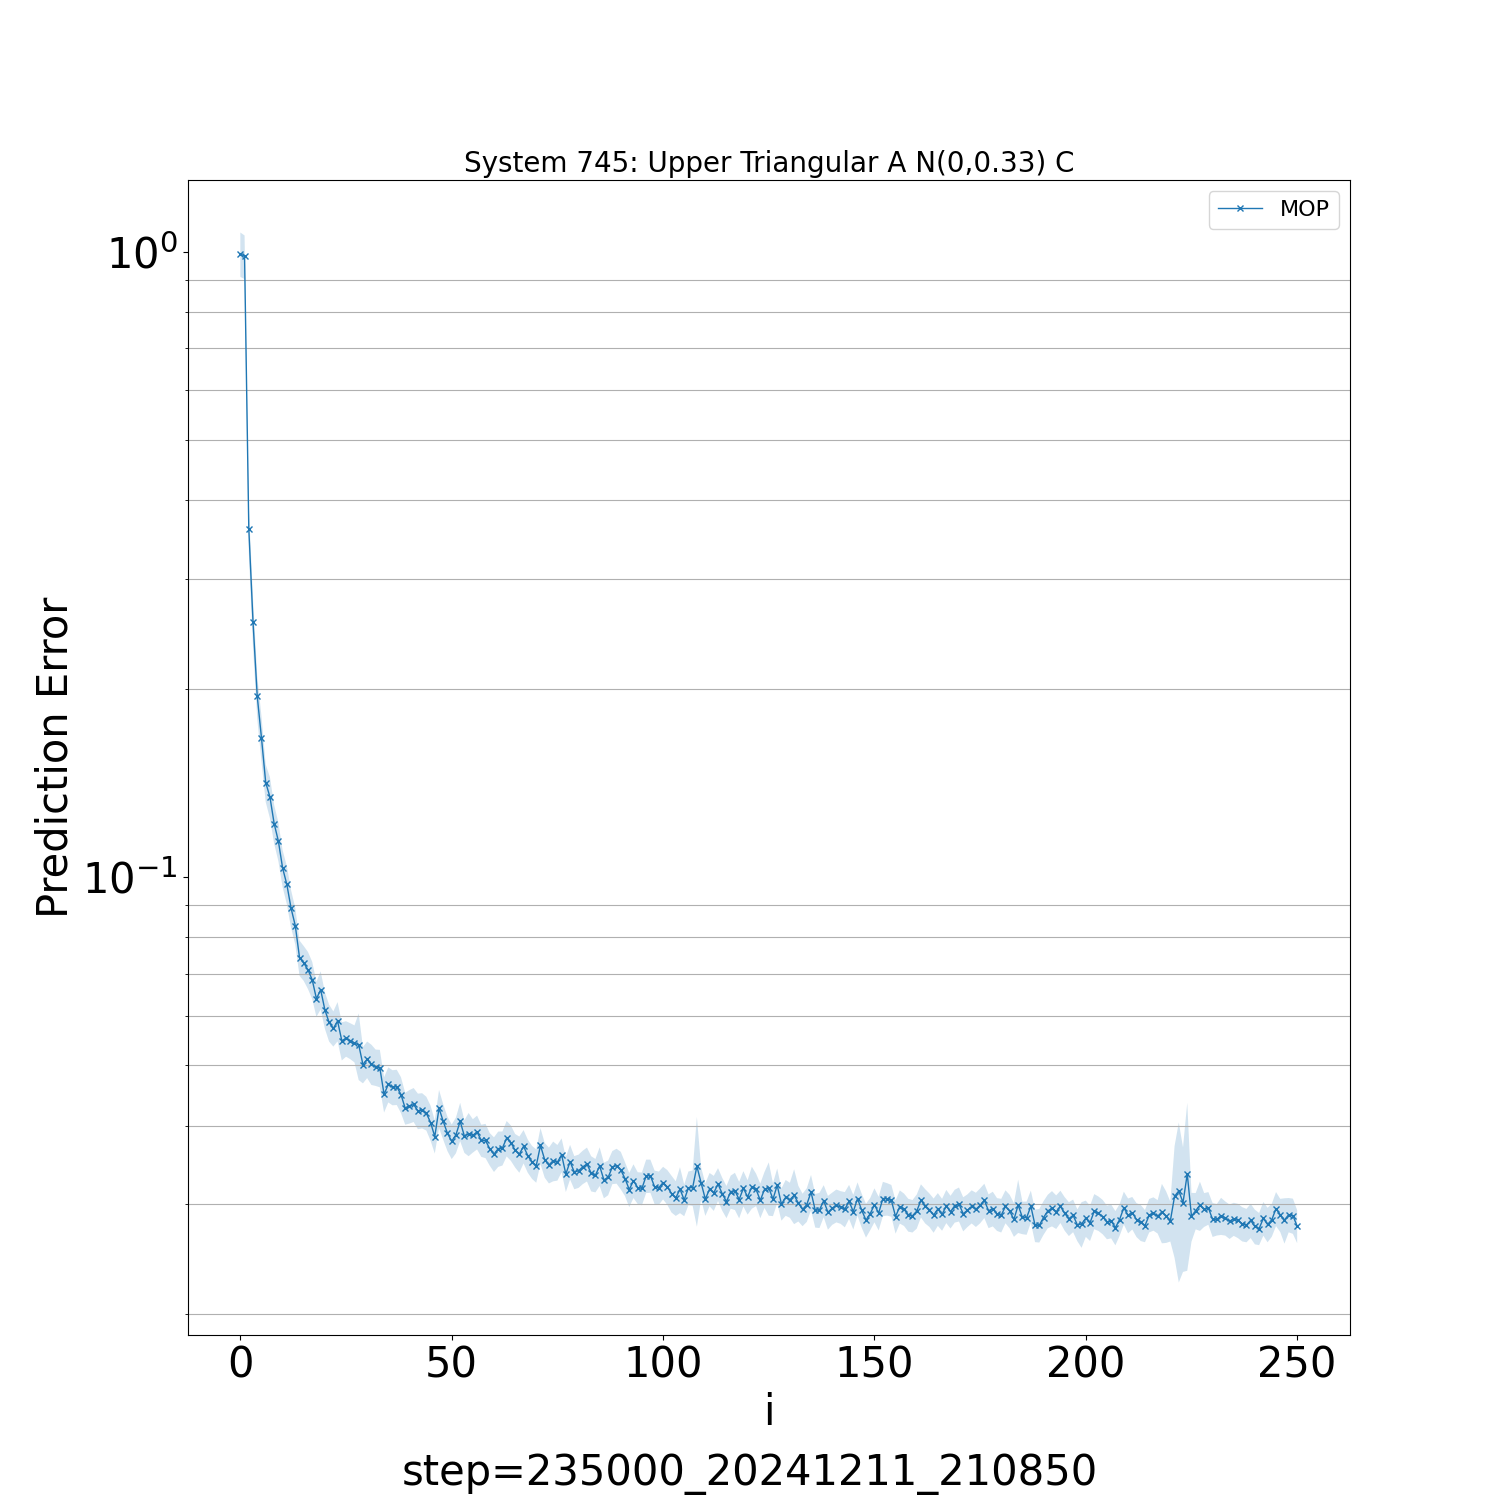 System 745: Upper Triangular A N(0,0.33) C
MOP
10⁰
10⁻¹
Prediction Error
0 50 100 150 200 250
i
step=235000_20241211_210850